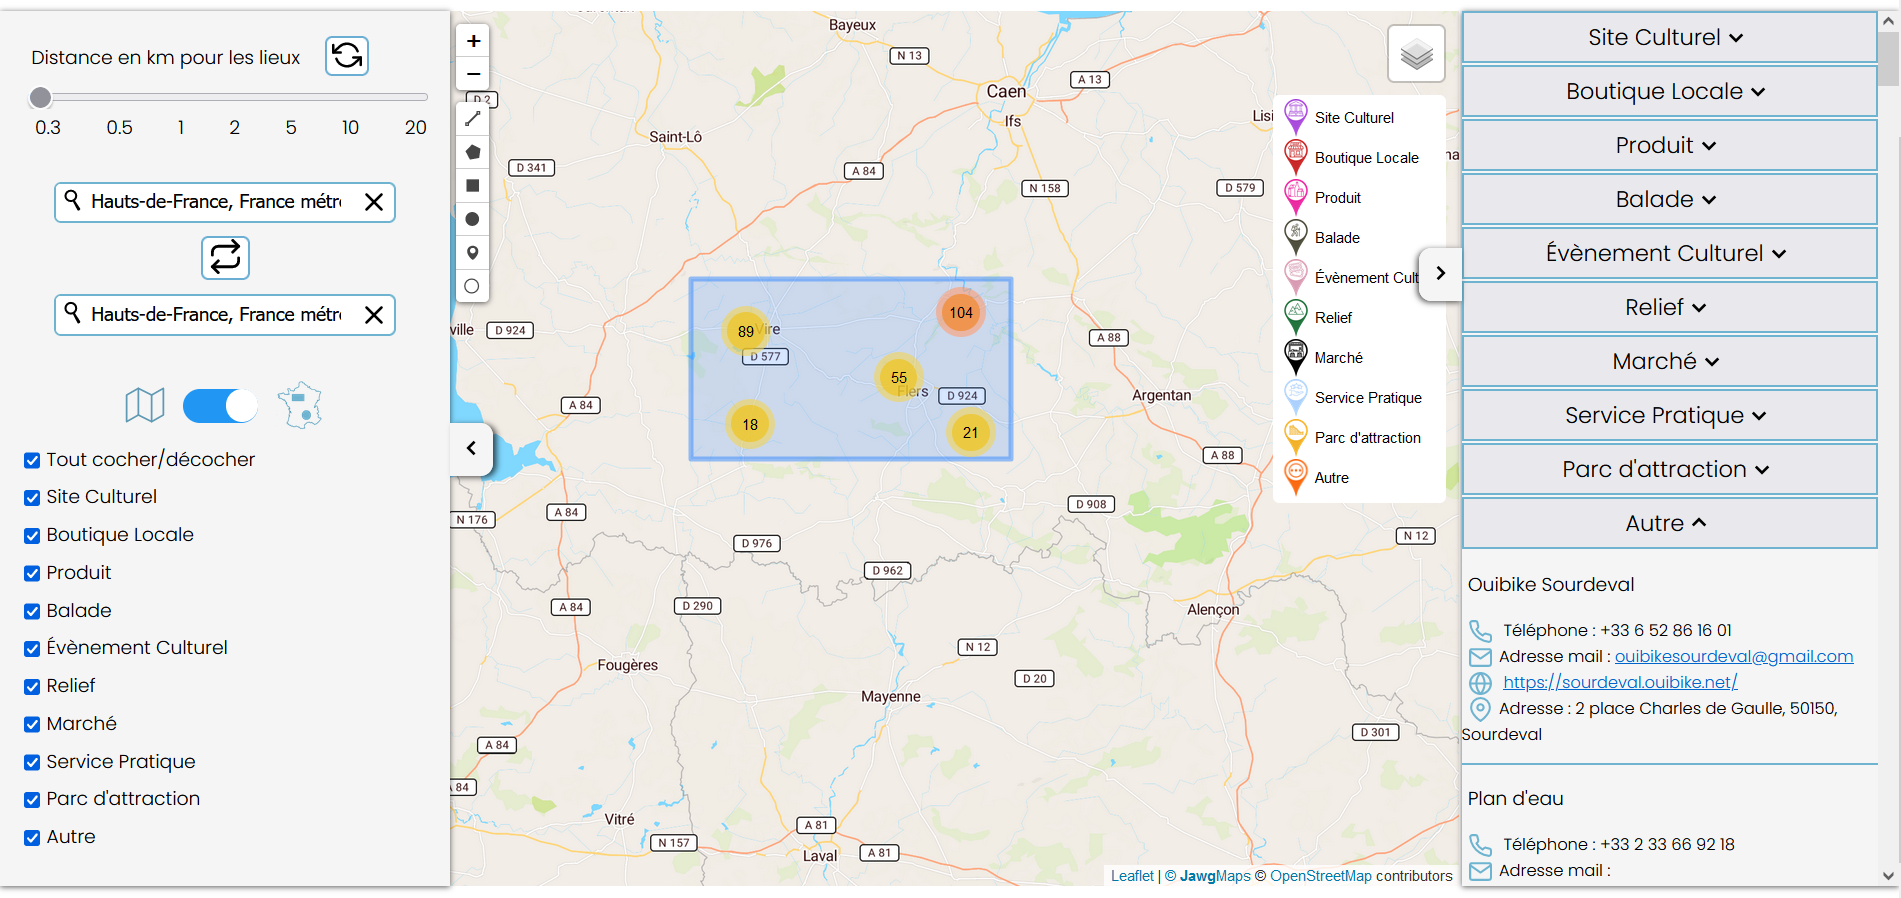 Distance en km pour les lieux
0.3 0.5 1 2 5 10 20
Hauts-de-France, France métr
Hauts-de-France, France métr
Tout cocher/décocher
Site Culturel
Boutique Locale
Produit
Balade
Évènement Culturel
Relief
Marché
Service Pratique
Parc d'attraction
Autre
+
−
Bayeux
N 13
A 13
D 2
Caen
Ifs
Lisi
Saint-Lô
D 341
A 84
N 158
D 579
ville
D 924
89
Vire
104
D 577
A 88
55
Flers
D 924
Argentan
A 84
18
21
A 88
N 176
A 84
D 908
D 976
N 12
D 962
A 84
D 290
Alençon
N 12
Fougères
D 20
Mayenne
A 84
D 301
84
Vitré
A 81
N 157
Laval
A 81
Site Culturel
Boutique Locale
na
Produit
Balade
Évènement Cult
Relief
Marché
Service Pratique
Parc d'attraction
Autre
Leaflet | © JawgMaps © OpenStreetMap contributors
Site Culturel
Boutique Locale
Produit
Balade
Évènement Culturel
Relief
Marché
Service Pratique
Parc d'attraction
Autre
Ouibike Sourdeval
Téléphone : +33 6 52 86 16 01
Adresse mail : ouibikesourdeval@gmail.com
https://sourdeval.ouibike.net/
Adresse : 2 place Charles de Gaulle, 50150,
Sourdeval
Plan d'eau
Téléphone : +33 2 33 66 92 18
Adresse mail :